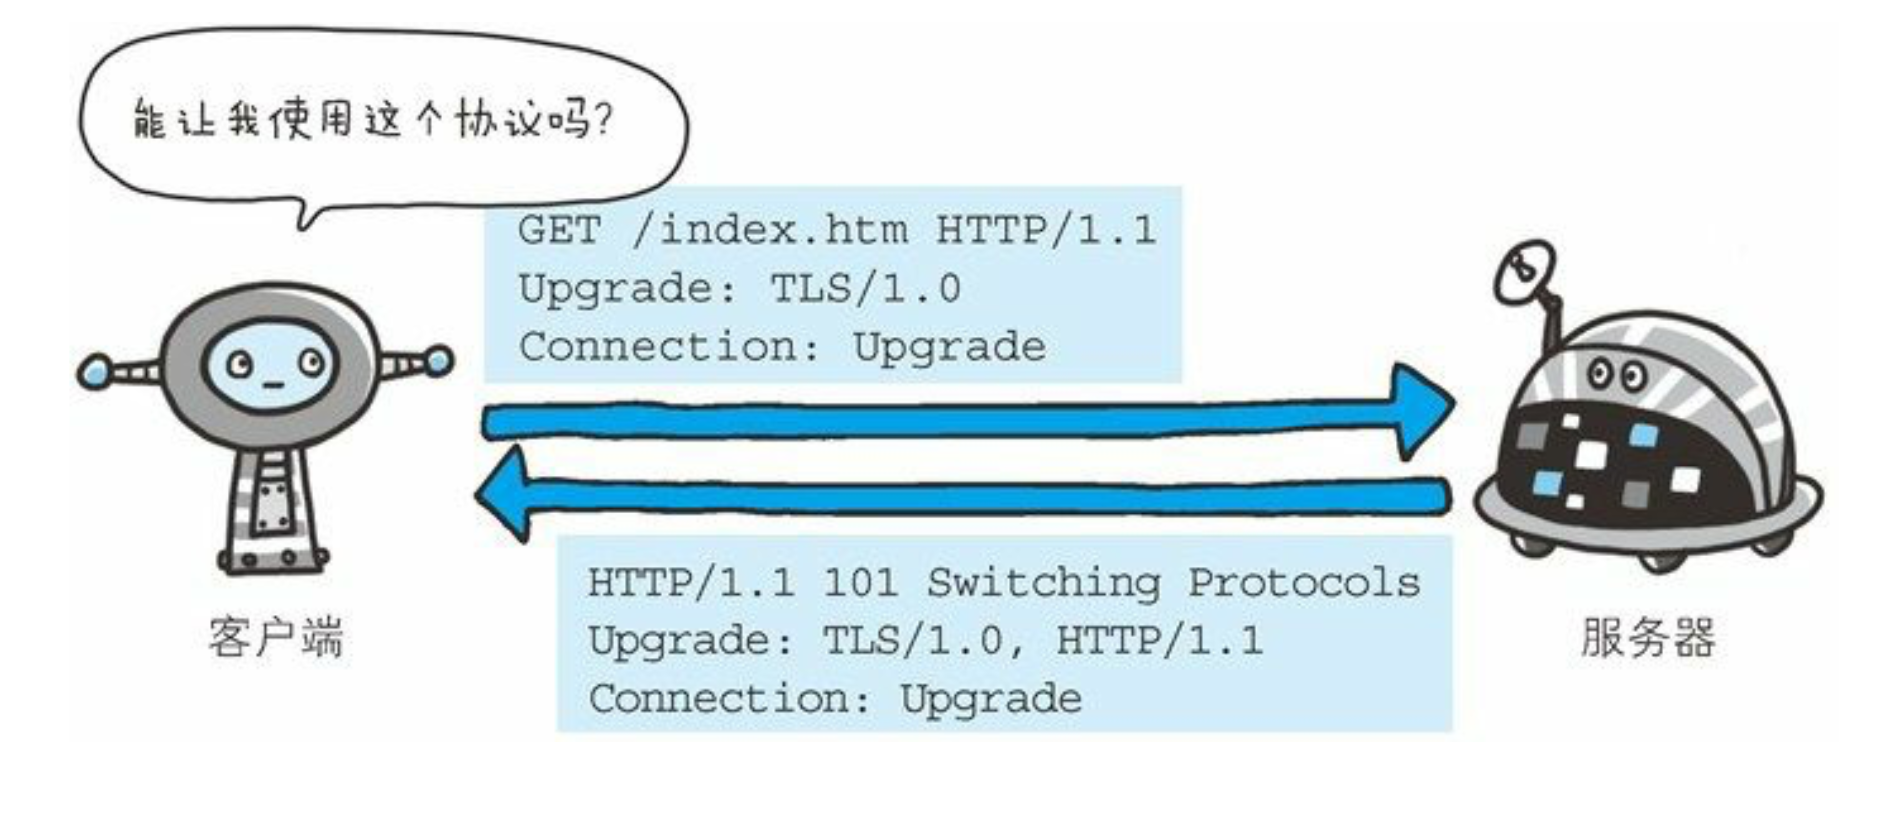 能让我使用这个协议吗?
GET /index.htm HTTP/1.1
Upgrade: TLS/1.0
Connection: Upgrade
HTTP/1.1 101 Switching Protocols
Upgrade: TLS/1.0, HTTP/1.1
Connection: Upgrade
客户端
服务器